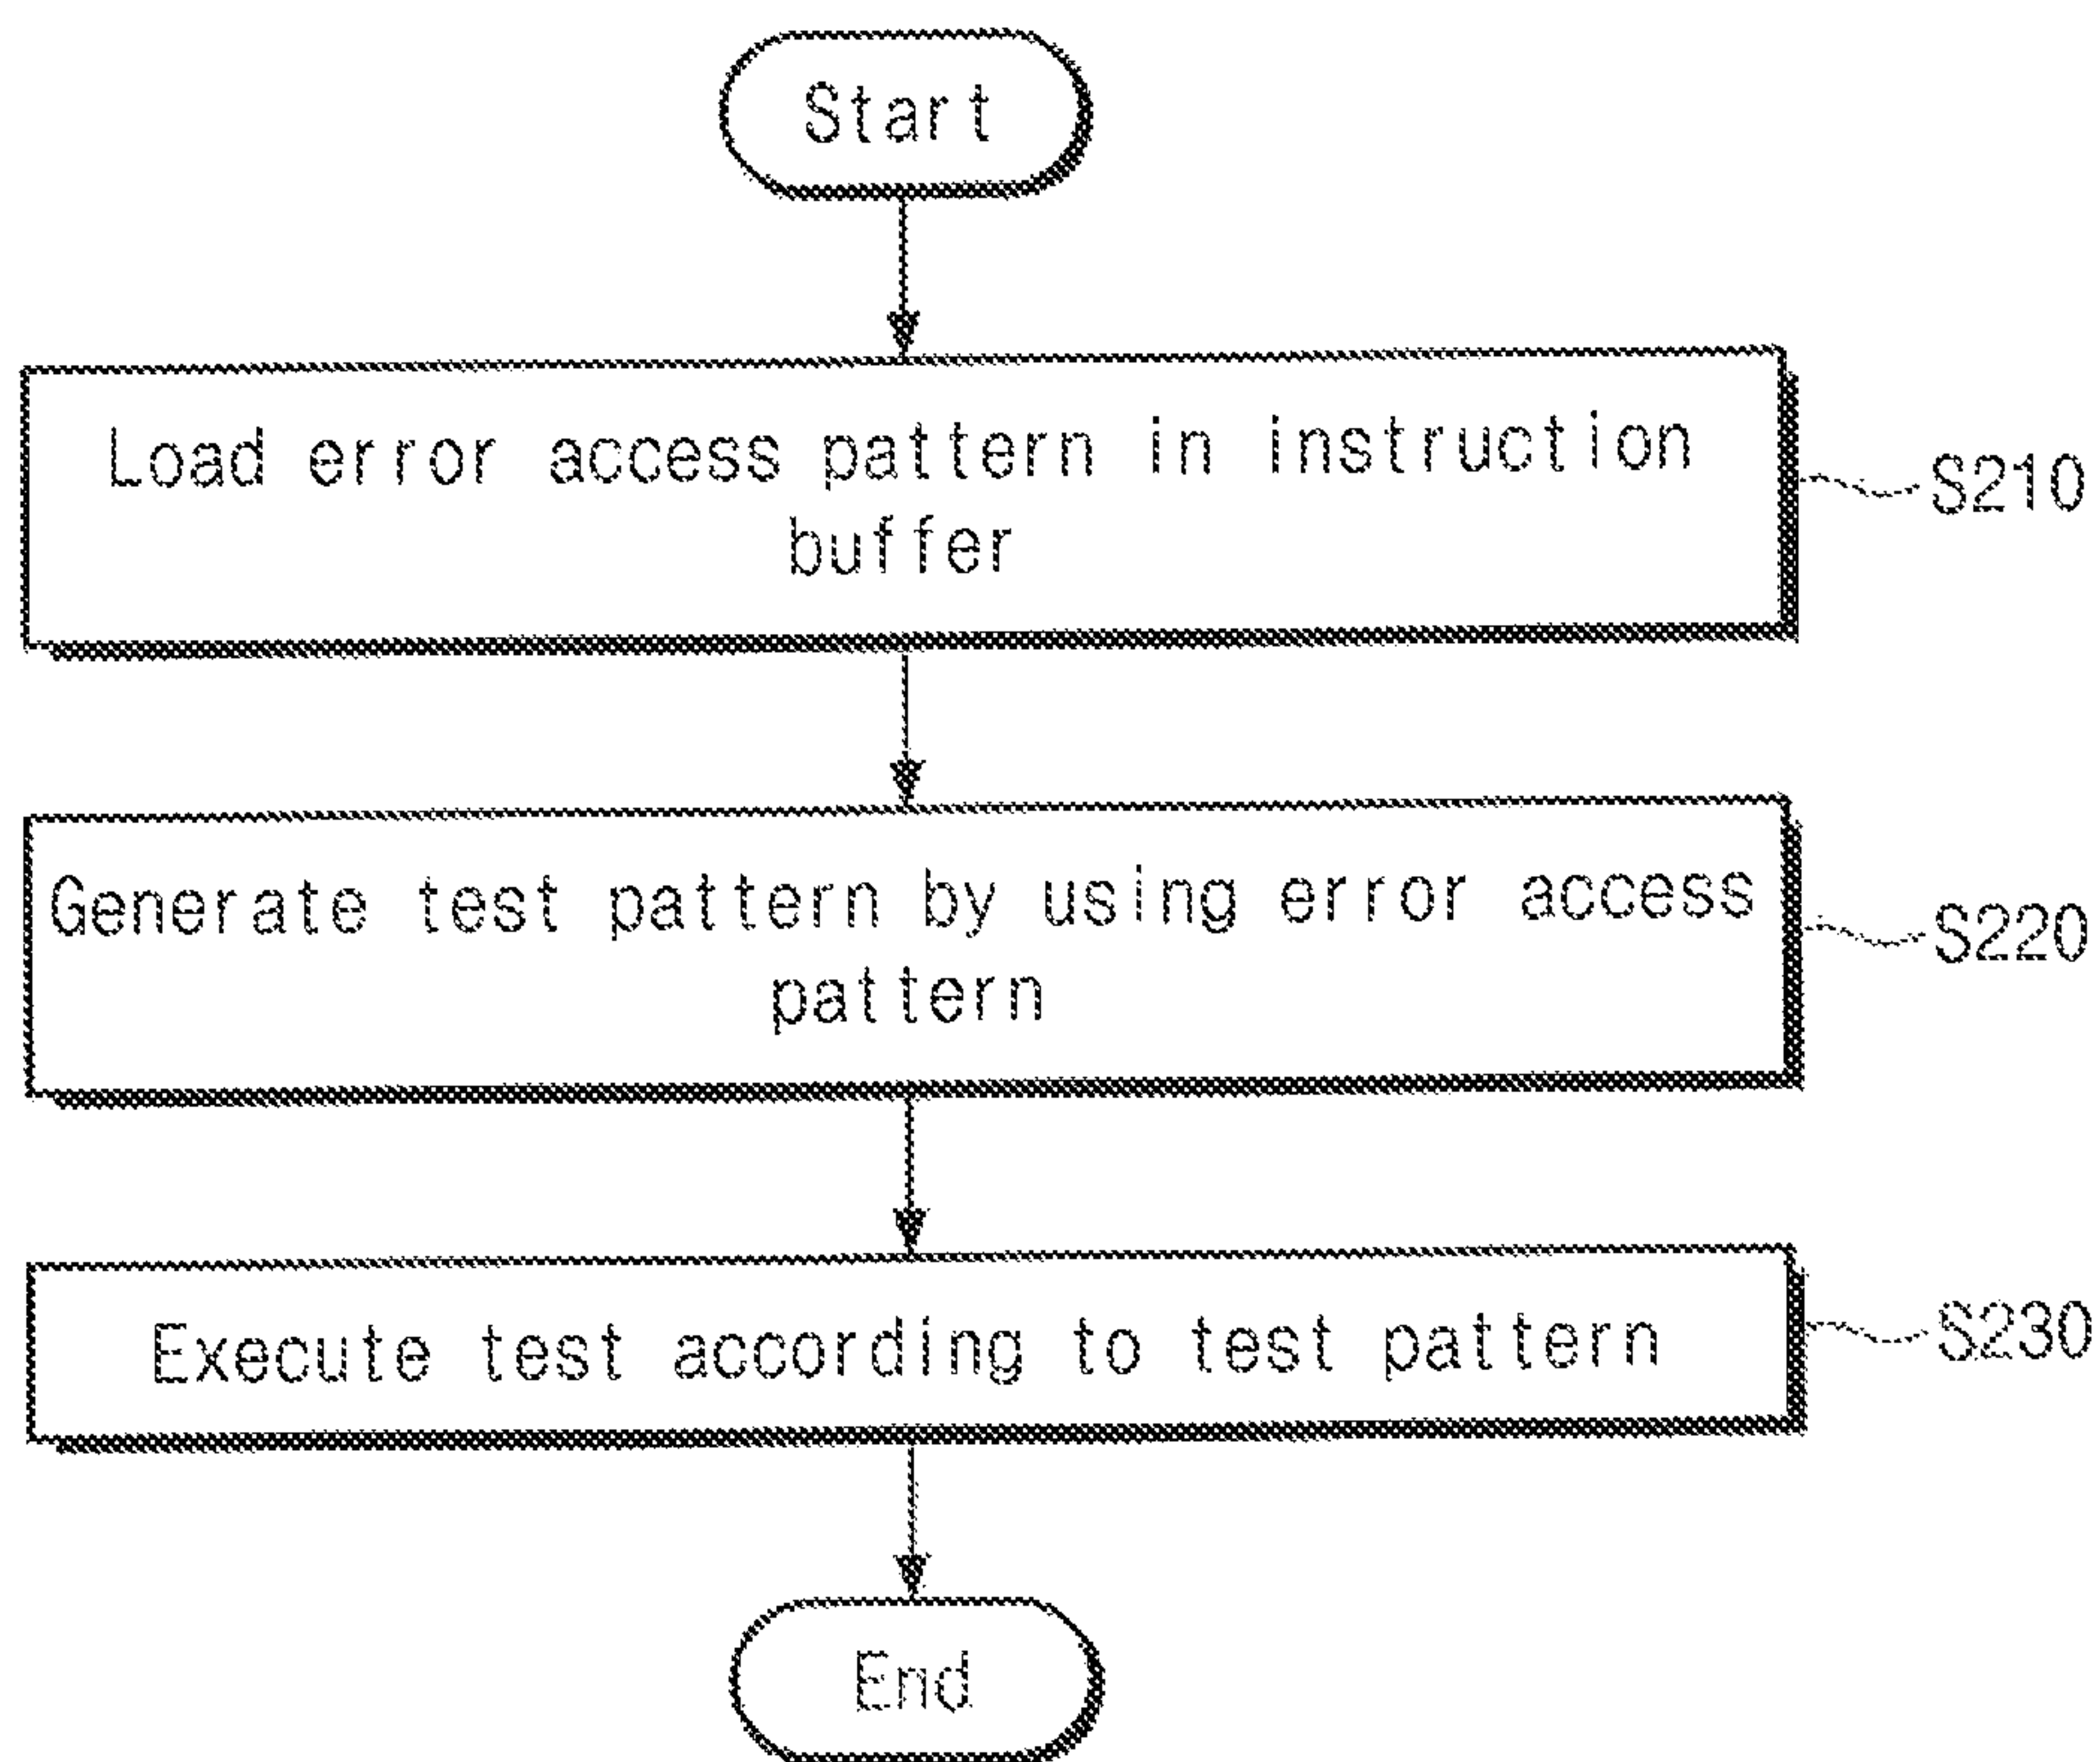 Start
Load error access pattern in instruction
buffer
S210
Generate test pattern by using error access
pattern
S220
Execute test according to test pattern
S230
End